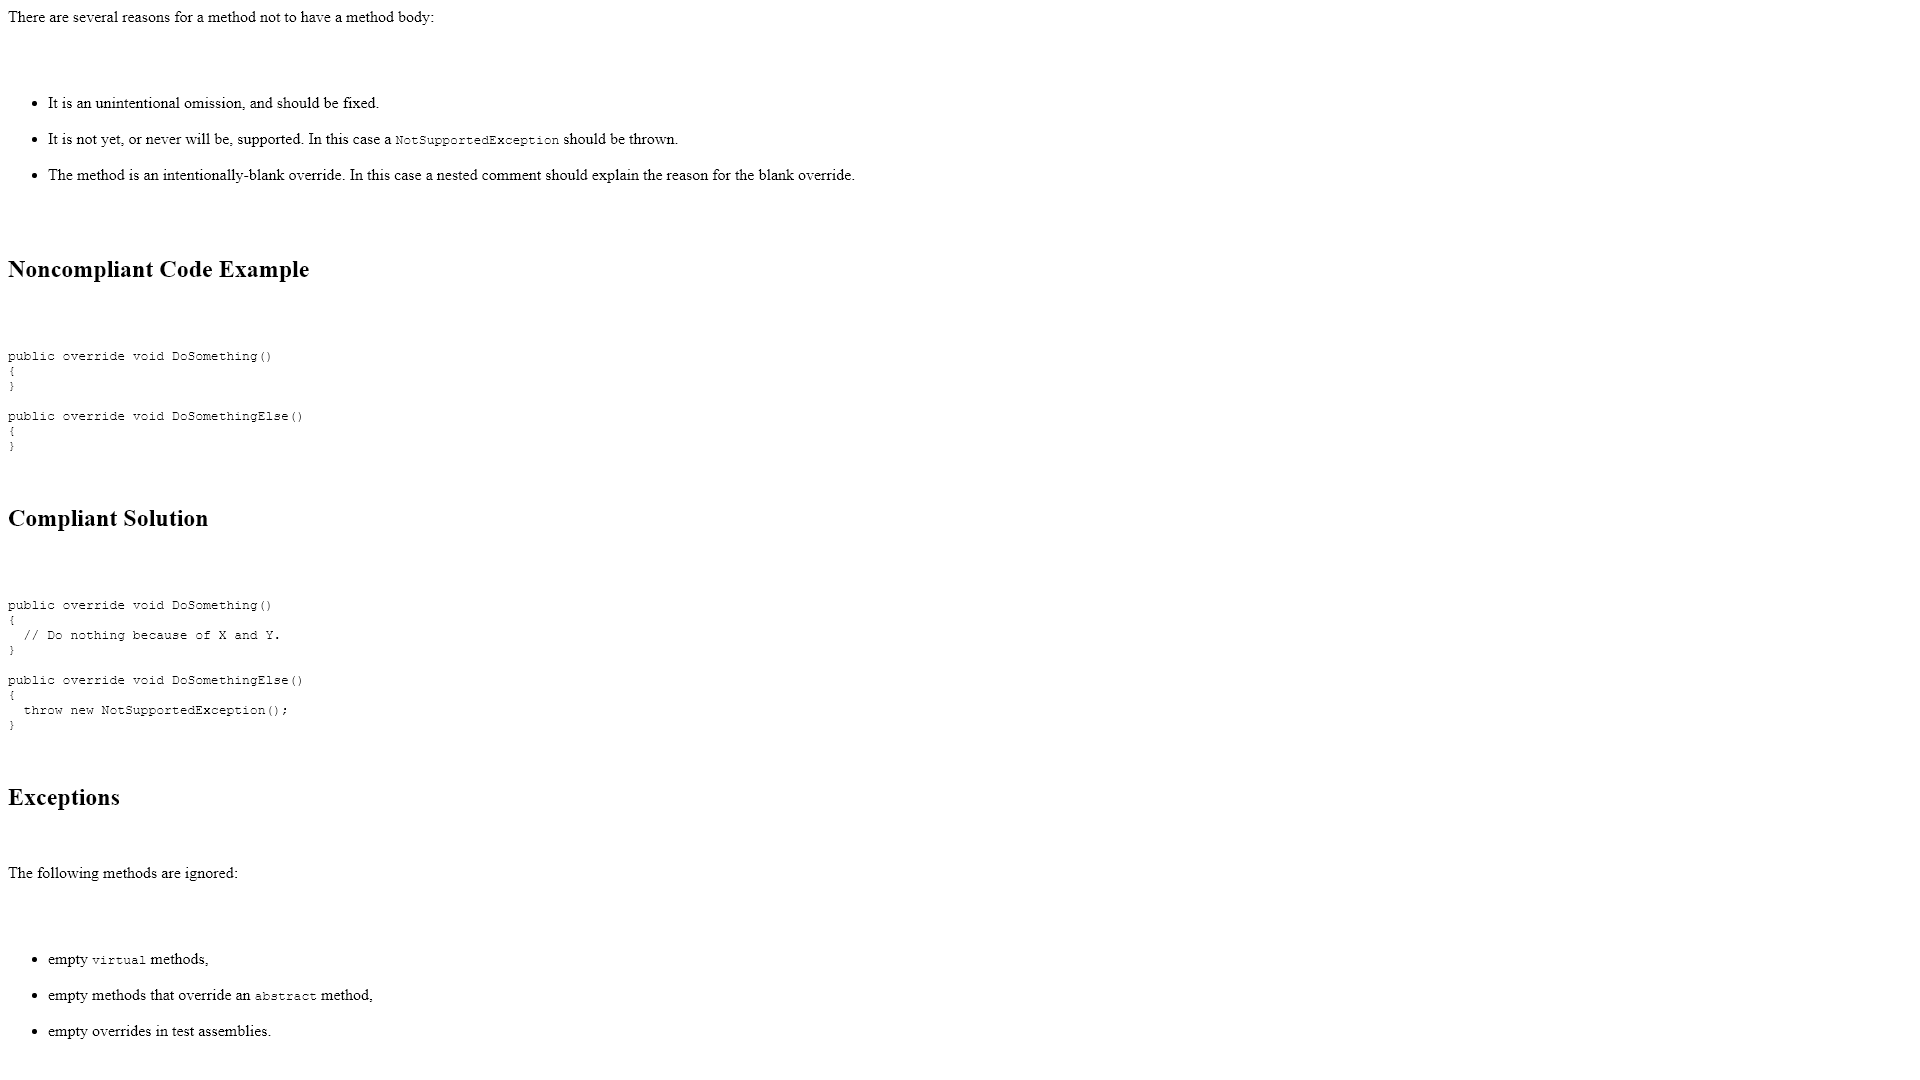 There are several reasons for a method not to have a method body:
• It is an unintentional omission, and should be fixed.
• It is not yet, or never will be, supported. In this case a NotSupportedException should be thrown.
• The method is an intentionally-blank override. In this case a nested comment should explain the reason for the blank override.
Noncompliant Code Example
public override void DoSomething()
{
}
public override void DoSomethingElse()
{
}
Compliant Solution
public override void DoSomething()
{
  // Do nothing because of X and Y.
}
public override void DoSomethingElse()
{
  throw new NotSupportedException();
}
Exceptions
The following methods are ignored:
• empty virtual methods,
• empty methods that override an abstract method,
• empty overrides in test assemblies.